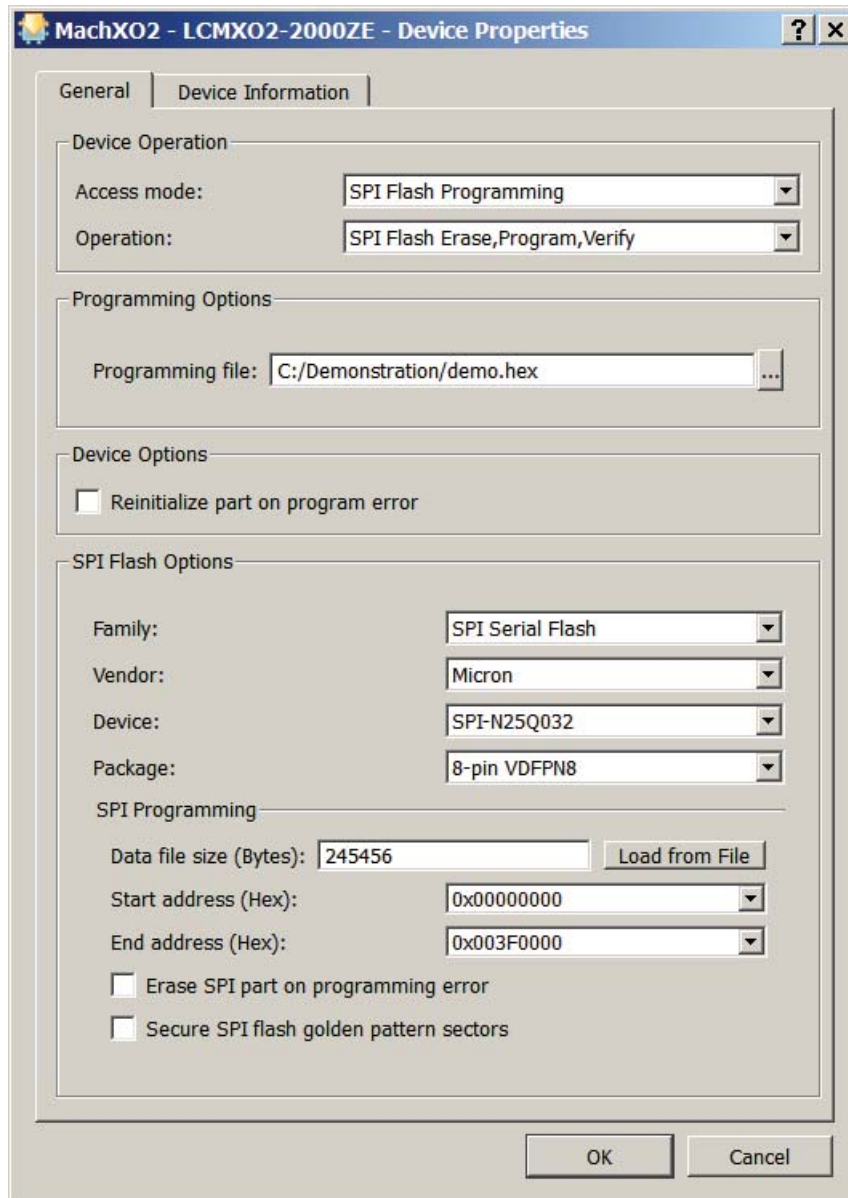 MachXO2 - LCMXO2-2000ZE - Device Properties
General Device Information
Device Operation
Access mode: SPI Flash Programming
Operation: SPI Flash Erase,Program,Verify
Programming Options
Programming file: C:/Demonstration/demo.hex ...
Device Options
Reinitialize part on program error
SPI Flash Options
Family: SPI Serial Flash
Vendor: Micron
Device: SPI-N25Q032
Package: 8-pin VDFPN8
SPI Programming
Data file size (Bytes): 245456 Load from File
Start address (Hex): 0x00000000
End address (Hex): 0x003F0000
Erase SPI part on programming error
Secure SPI flash golden pattern sectors
OK Cancel